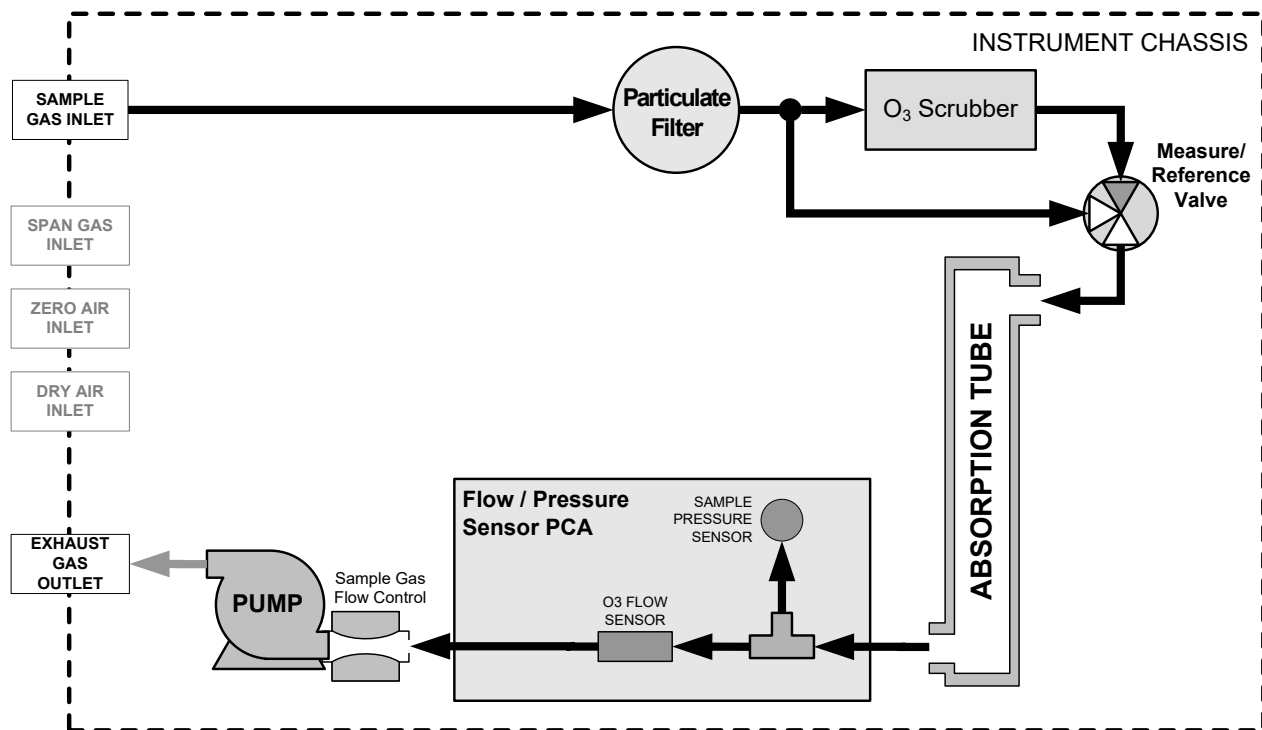 INSTRUMENT CHASSIS
SAMPLE
GAS INLET
Particulate
Filter
O₃ Scrubber
Measure/
Reference
Valve
SPAN GAS
INLET
ZERO AIR
INLET
DRY AIR
INLET
ABSORPTION TUBE
Flow / Pressure
Sensor PCA
SAMPLE
PRESSURE
SENSOR
EXHAUST
GAS
OUTLET
PUMP
Sample Gas
Flow Control
O3 FLOW
SENSOR